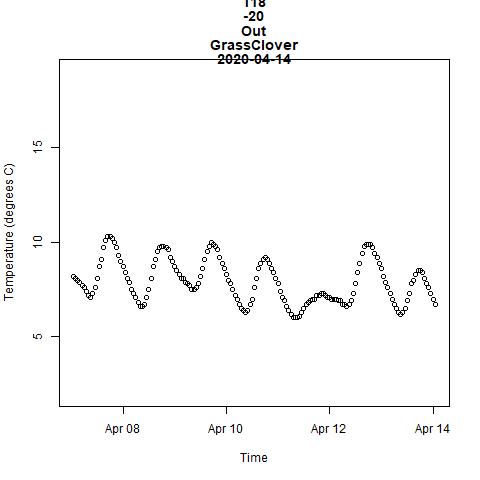 T18
-20
Out
GrassClover
2020-04-14
Temperature (degrees C)
15
10
5
Apr 08
Apr 10
Apr 12
Apr 14
Time